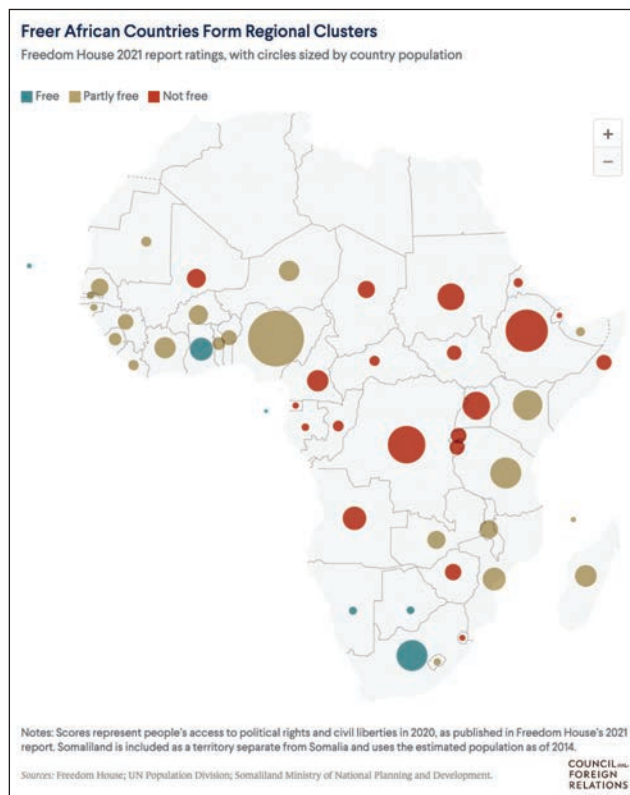 Freer African Countries Form Regional Clusters
Freedom House 2021 report ratings, with circles sized by country population
Free Partly free Not free
+
−
Notes: Scores represent people's access to political rights and civil liberties in 2020, as published in Freedom House's 2021
report. Somaliland is included as a territory separate from Somalia and uses the estimated population as of 2014.
Sources: Freedom House; UN Population Division; Somaliland Ministry of National Planning and Development.
COUNCIL on
FOREIGN
RELATIONS